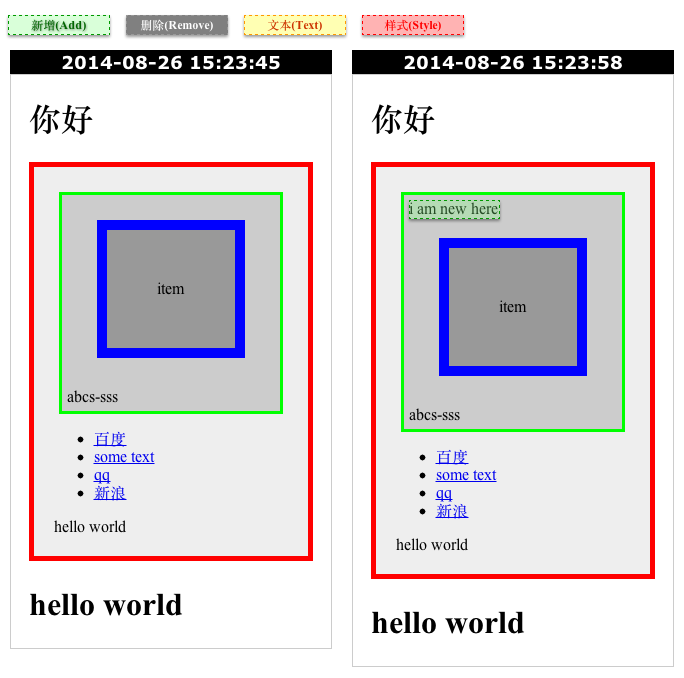 新增(Add) 删除(Remove) 文本(Text) 样式(Style)
2014-08-26 15:23:45
你好
item
abcs-sss
百度
some text
qq
新浪
hello world
hello world
2014-08-26 15:23:58
你好
i am new here
item
abcs-sss
百度
some text
qq
新浪
hello world
hello world